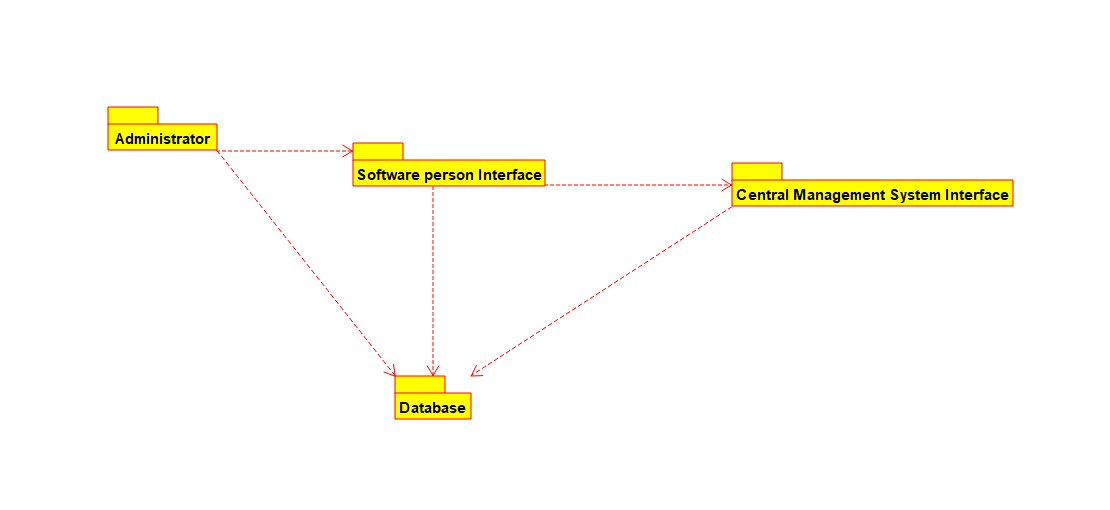 Administrator
Software person Interface
Central Management System Interface
Database